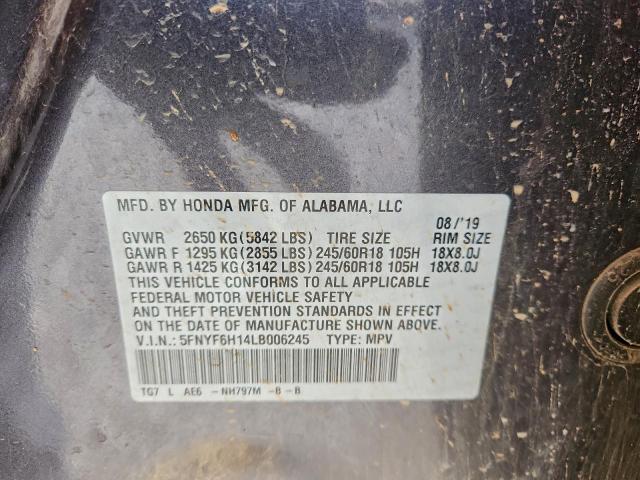 MFD. BY HONDA MFG. OF ALABAMA, LLC
08/'19
GVWR 2650 KG(5842 LBS) TIRE SIZE RIM SIZE
GAWR F 1295 KG(2855 LBS)245/60R18 105H 18X8.0J
GAWR R 1425 KG(3142 LBS)245/60R18 105H 18X8.0J
THIS VEHICLE CONFORMS TO ALL APPLICABLE
FEDERAL MOTOR VEHICLE SAFETY
AND THEFT PREVENTION STANDARDS IN EFFECT
ON THE DATE OF MANUFACTURE SHOWN ABOVE.
V.I.N.: 5FNYF6H14LB006245 TYPE: MPV
TG7 L AE6 -NH797M -B-B